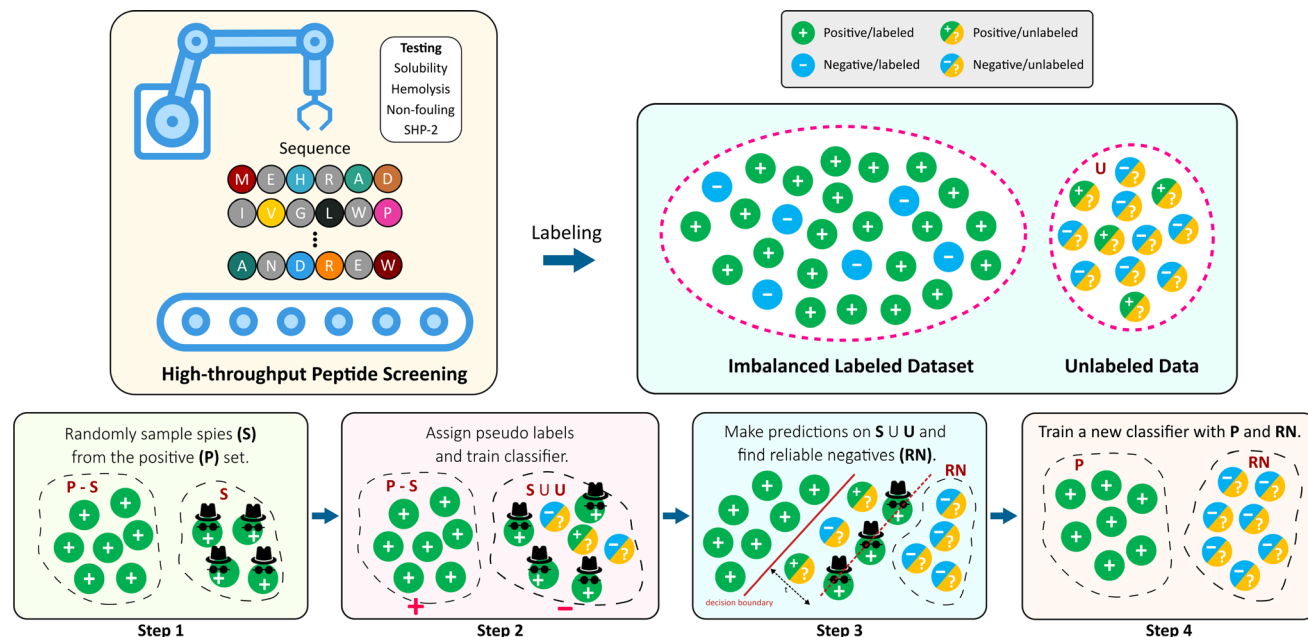 Testing
Solubility
Hemolysis
Non-fouling
SHP-2
Sequence
M E H R A D
I V G L W P
A N D R E W
High-throughput Peptide Screening
Labeling
+ Positive/labeled
+ ? Positive/unlabeled
- Negative/labeled
- ? Negative/unlabeled
U
Imbalanced Labeled Dataset
Unlabeled Data
Randomly sample spies (S)
from the positive (P) set.
P - S
S
Step 1
Assign pseudo labels
and train classifier.
P - S
S U U
+
−
Step 2
Make predictions on S U U and
find reliable negatives (RN).
RN
t
decision boundary
Step 3
Train a new classifier with P and RN.
P
RN
Step 4